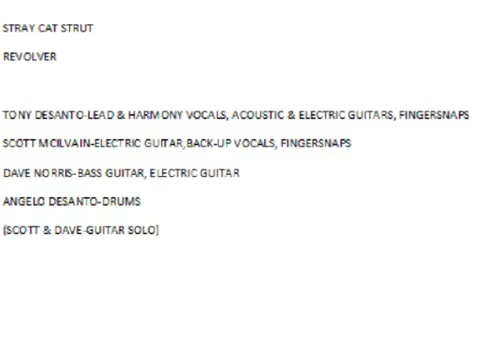 STRAY CAT STRUT
REVOLVER
TONY DESANTO-LEAD & HARMONY VOCALS, ACOUSTIC & ELECTRIC GUITARS, FINGERSNAPS
SCOTT MCILVAIN-ELECTRIC GUITAR,BACK-UP VOCALS, FINGERSNAPS
DAVE NORRIS-BASS GUITAR, ELECTRIC GUITAR
ANGELO DESANTO-DRUMS
(SCOTT & DAVE-GUITAR SOLO)